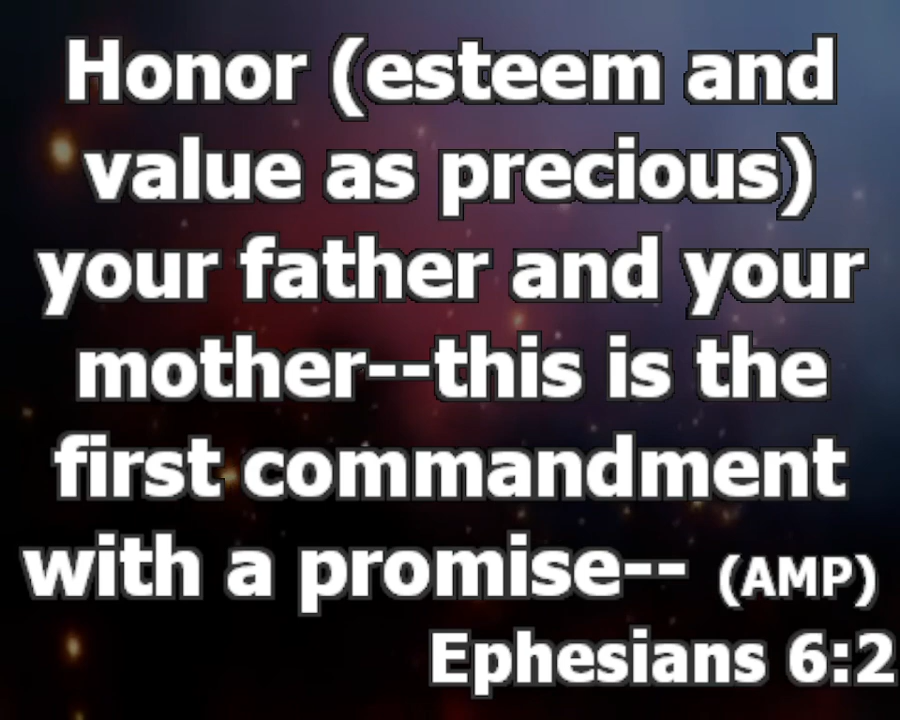 Honor (esteem and
value as precious)
your father and your
mother--this is the
first commandment
with a promise-- (AMP)
Ephesians 6:2